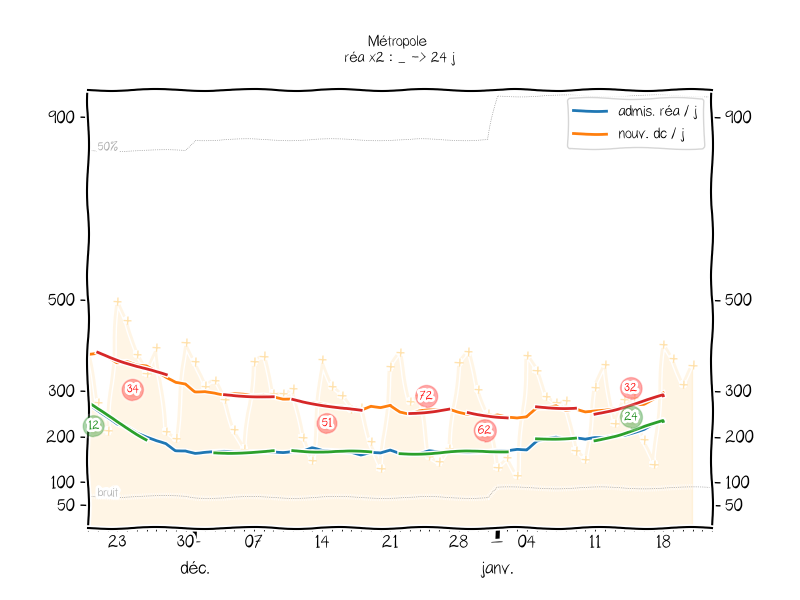 Métropole
réa x2 : _ -> 24 j
admis. réa / j
nouv. dc / j
50%
bruit
900
500
300
200
100
50
900
500
300
200
100
50
34
12
51
72
62
32
24
23 30 07 14 21 28 04 11 18
déc. janv.